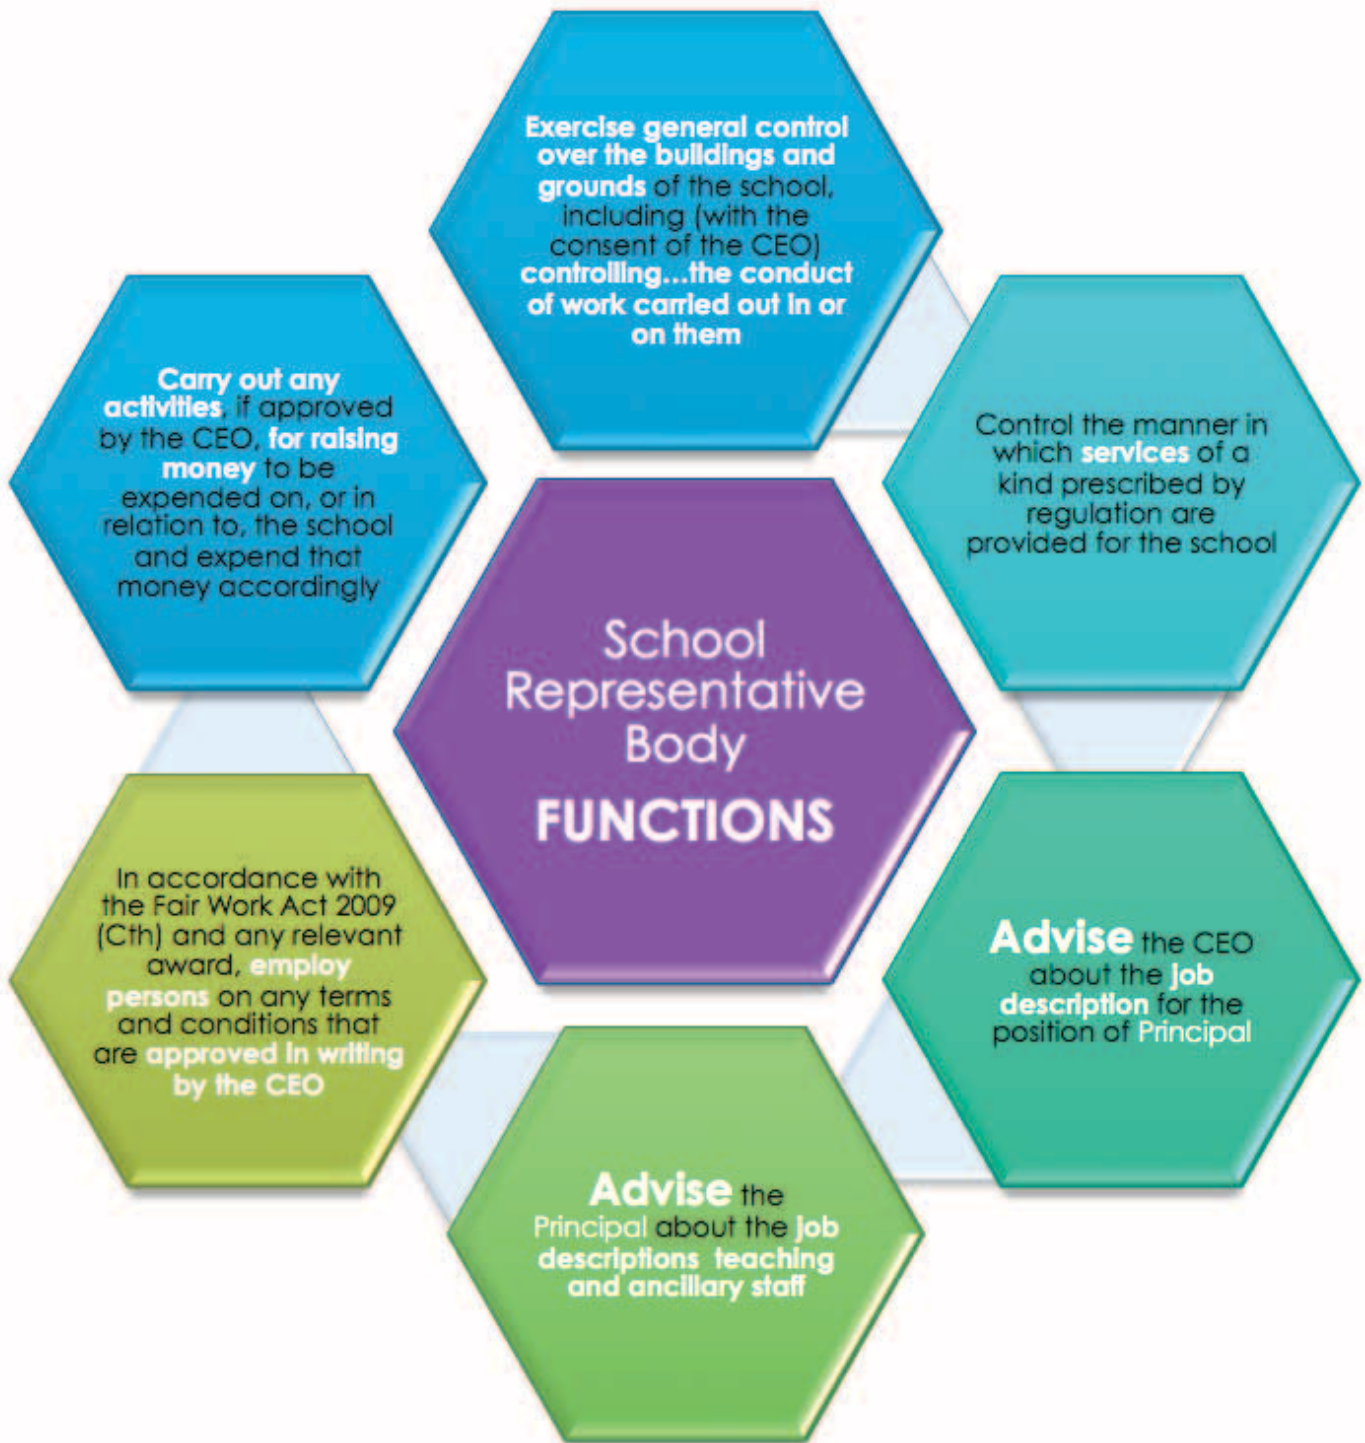 Exercise general control
over the buildings and
grounds of the school,
including (with the
consent of the CEO)
controlling...the conduct
of work carried out in or
on them
Control the manner in
which services of a
kind prescribed by
regulation are
provided for the school
Advise the CEO
about the job
description for the
position of Principal
Advise the
Principal about the job
descriptions teaching
and ancillary staff
In accordance with
the Fair Work Act 2009
(Cth) and any relevant
award, employ
persons on any terms
and conditions that
are approved in writing
by the CEO
Carry out any
activities, if approved
by the CEO, for raising
money to be
expended on, or in
relation to, the school
and expend that
money accordingly
School
Representative
Body
FUNCTIONS